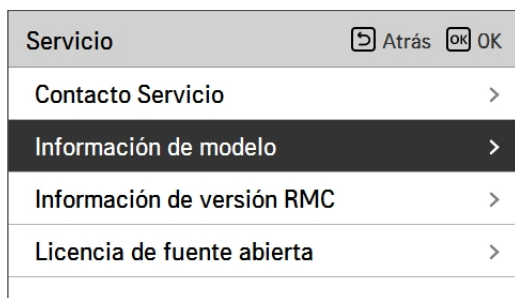 Servicio Atrás OK OK
Contacto Servicio
Información de modelo
Información de versión RMC
Licencia de fuente abierta